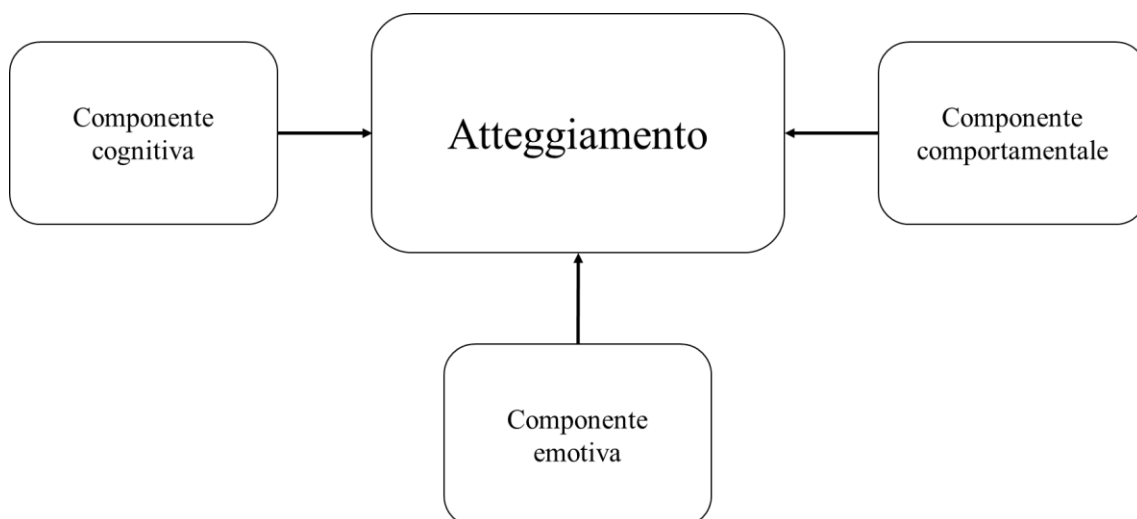 Componente
cognitiva
Atteggiamento
Componente
comportamentale
Componente
emotiva